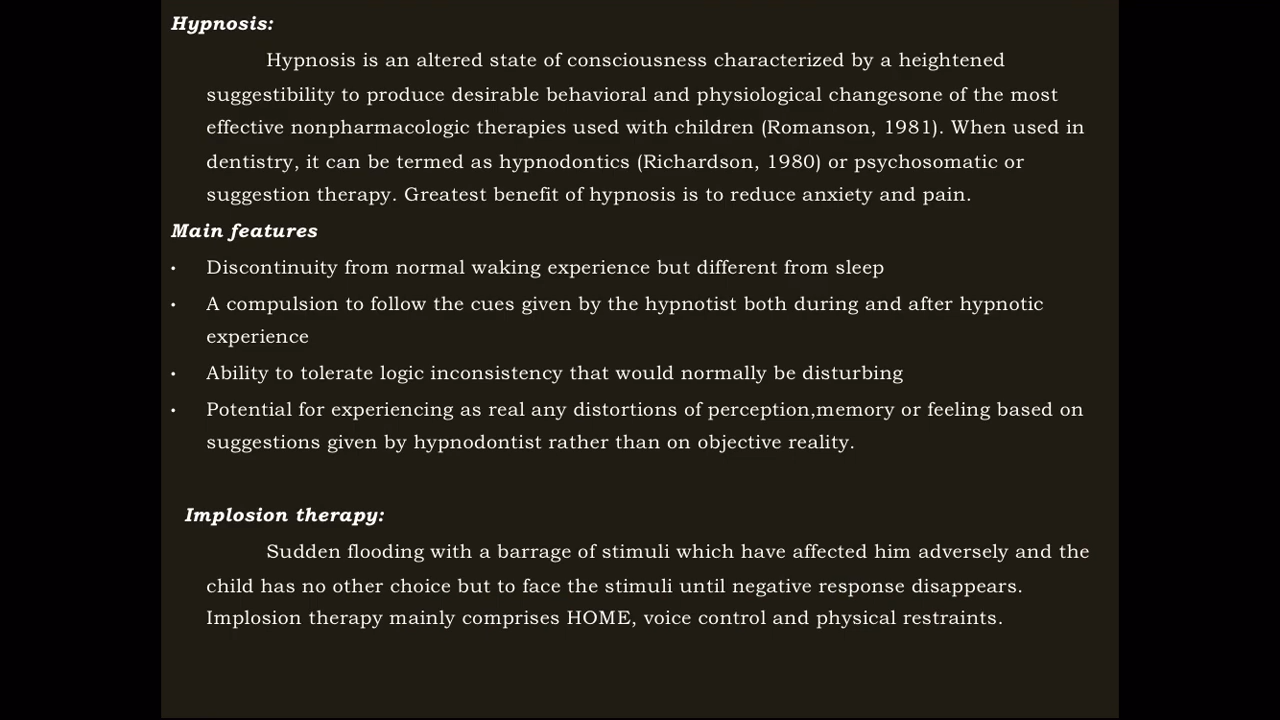 Hypnosis:
Hypnosis is an altered state of consciousness characterized by a heightened
suggestibility to produce desirable behavioral and physiological changesone of the most
effective nonpharmacologic therapies used with children (Romanson, 1981). When used in
dentistry, it can be termed as hypnodontics (Richardson, 1980) or psychosomatic or
suggestion therapy. Greatest benefit of hypnosis is to reduce anxiety and pain.
Main features
• Discontinuity from normal waking experience but different from sleep
• A compulsion to follow the cues given by the hypnotist both during and after hypnotic
experience
• Ability to tolerate logic inconsistency that would normally be disturbing
• Potential for experiencing as real any distortions of perception,memory or feeling based on
suggestions given by hypnodontist rather than on objective reality.
Implosion therapy:
Sudden flooding with a barrage of stimuli which have affected him adversely and the
child has no other choice but to face the stimuli until negative response disappears.
Implosion therapy mainly comprises HOME, voice control and physical restraints.